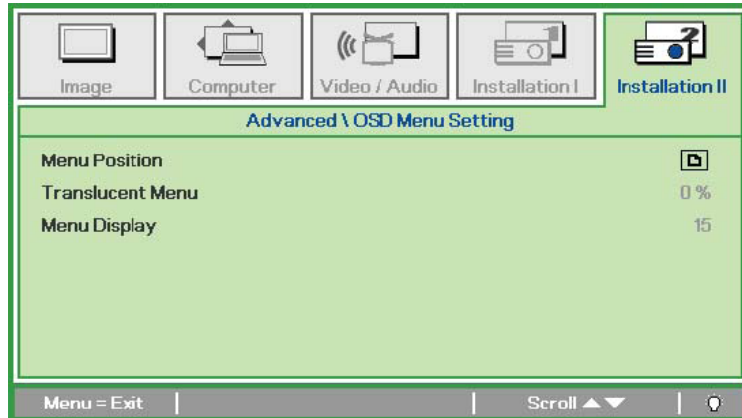 Image
Computer
Video / Audio
Installation I
Installation II
Advanced \ OSD Menu Setting
Menu Position
Translucent Menu 0 %
Menu Display 15
Menu = Exit Scroll ▲▼